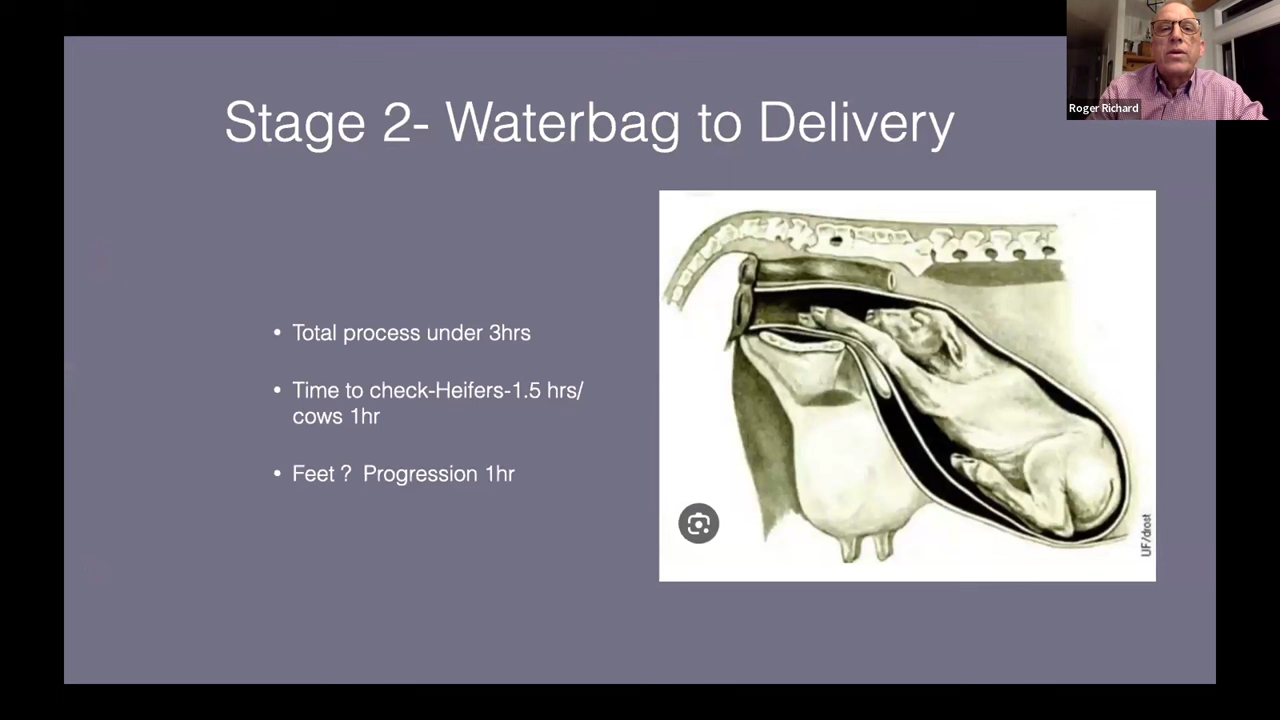 Stage 2- Waterbag to Delivery
Roger Richard
• Total process under 3hrs
• Time to check-Heifers-1.5 hrs/
cows 1hr
• Feet ?  Progression 1hr
UF/drost